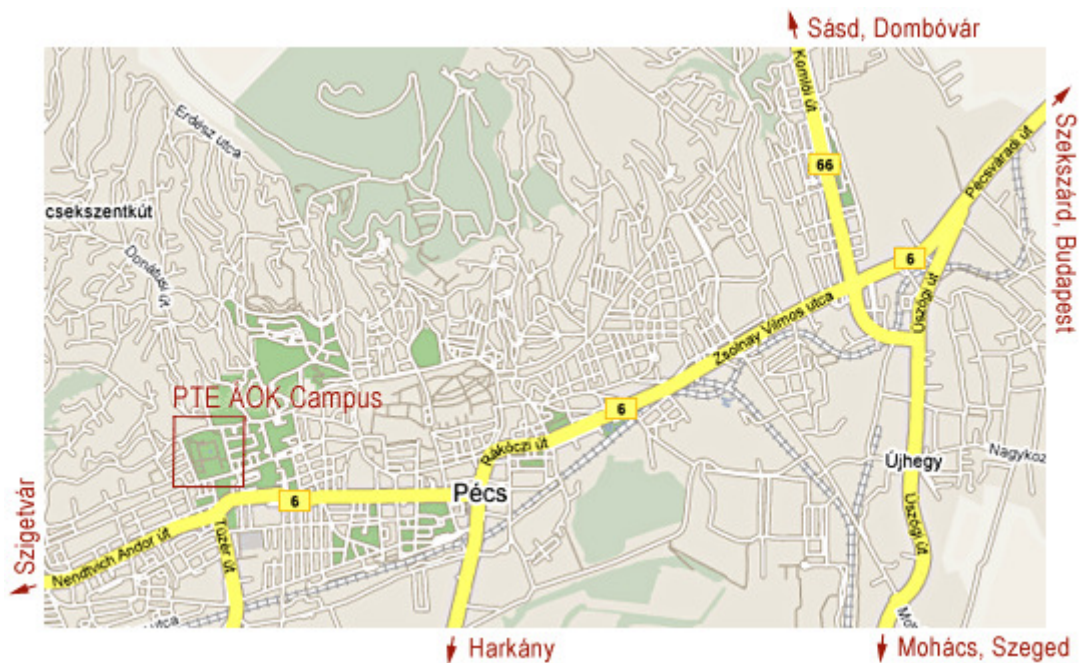 Sásd, Dombóvár
Komlói út
Szekszárd, Budapest
Erdész utca
66
Pécsváradi út
csekszentkút
Donátusi út
6
Üszögi út
Zsolnay Vilmos utca
PTE ÁOK Campus
6
Rákóczi út
Újhegy
Nagykoz
Pécs
6
Szigetvár
Nendtvich Andor út
Tüzér út
Üszögi út
utca
Harkány
Mohács, Szeged